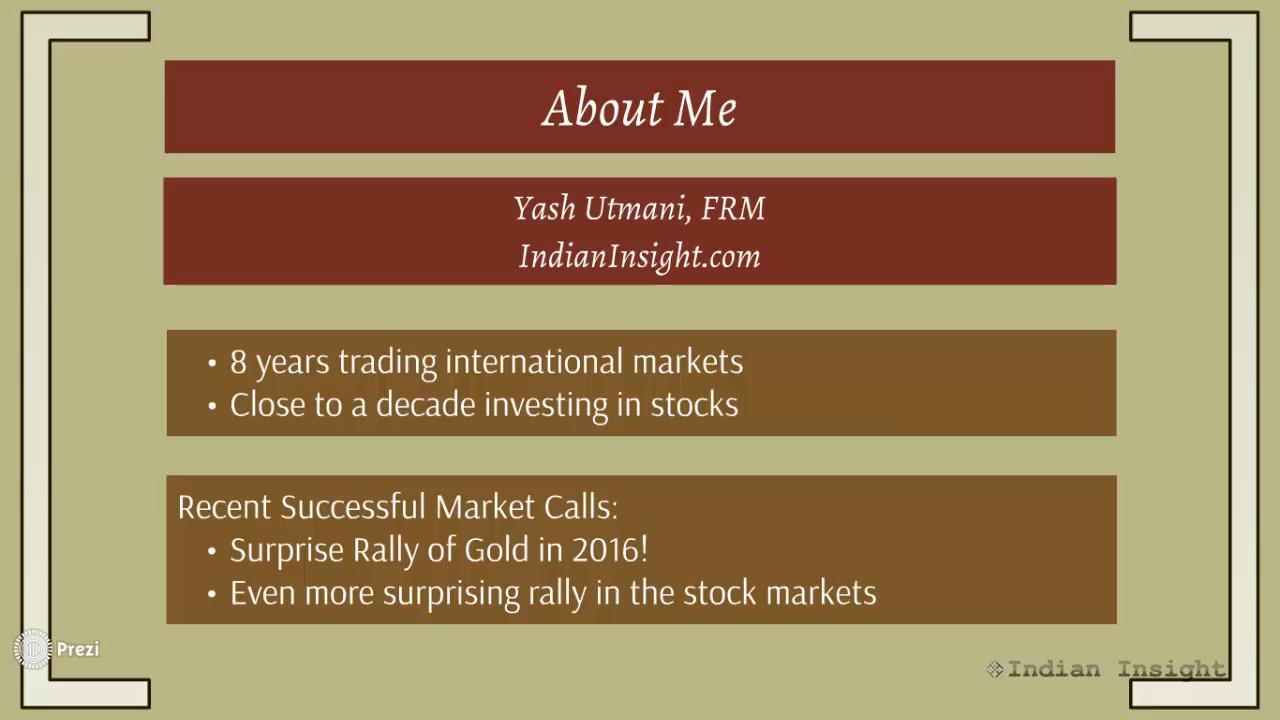 About Me
Yash Utmani, FRM
IndianInsight.com
• 8 years trading international markets
• Close to a decade investing in stocks
Recent Successful Market Calls:
• Surprise Rally of Gold in 2016!
• Even more surprising rally in the stock markets
Prezi
Indian Insight